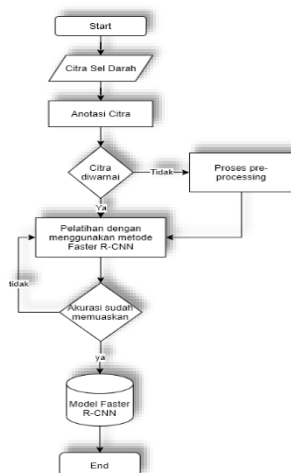 Start
Citra Sel Darah
Anotasi Citra
Citra
diwarnai
Tidak
Proses pre-
processing
Ya
Pelatihan dengan
menggunakan metode
Faster R-CNN
tidak
Akurasi sudah
memuaskan
ya
Model Faster
R-CNN
End